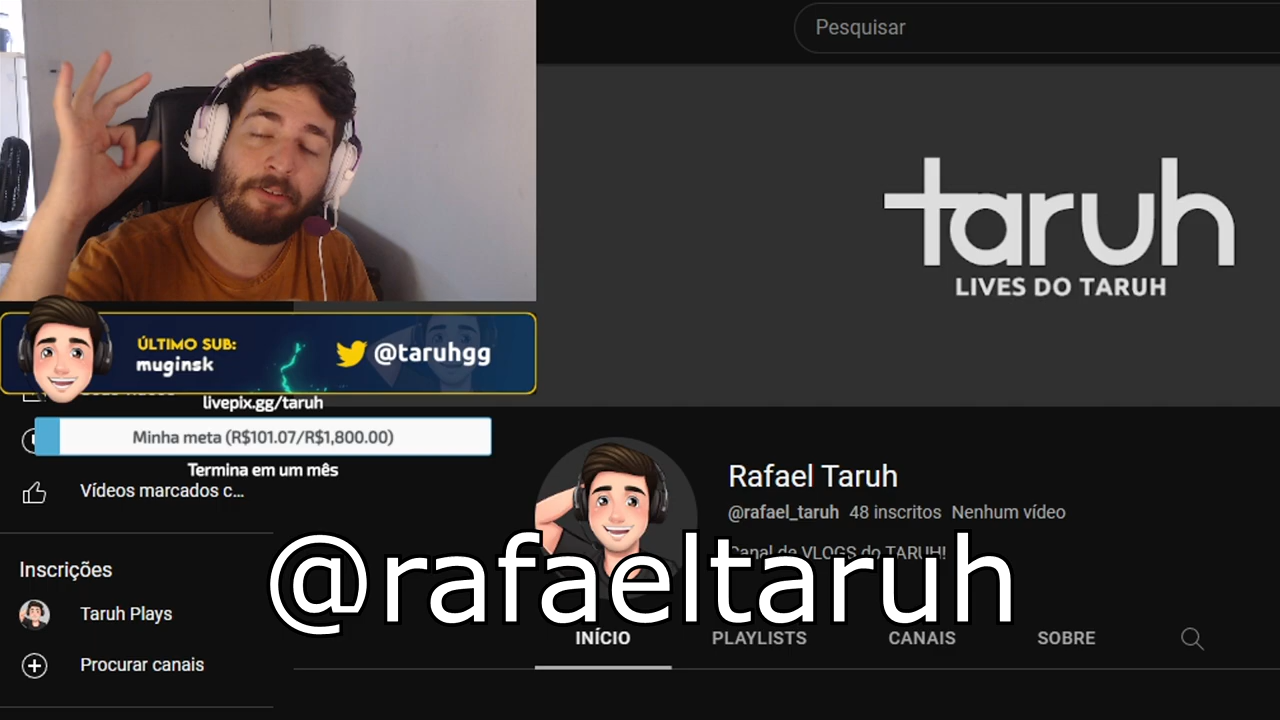 Pesquisar
taruh
LIVES DO TARUH
ÚLTIMO SUB:
muginsk
@taruhgg
livepix.gg/taruh
Minha meta (R$101.07/R$1,800.00)
Termina em um mês
Vídeos marcados c...
Rafael Taruh
@rafael_taruh 48 inscritos Nenhum vídeo
Canal de VLOGS do TARUH!
@rafaeltaruh
Inscrições
Taruh Plays
Procurar canais
INÍCIO PLAYLISTS CANAIS SOBRE